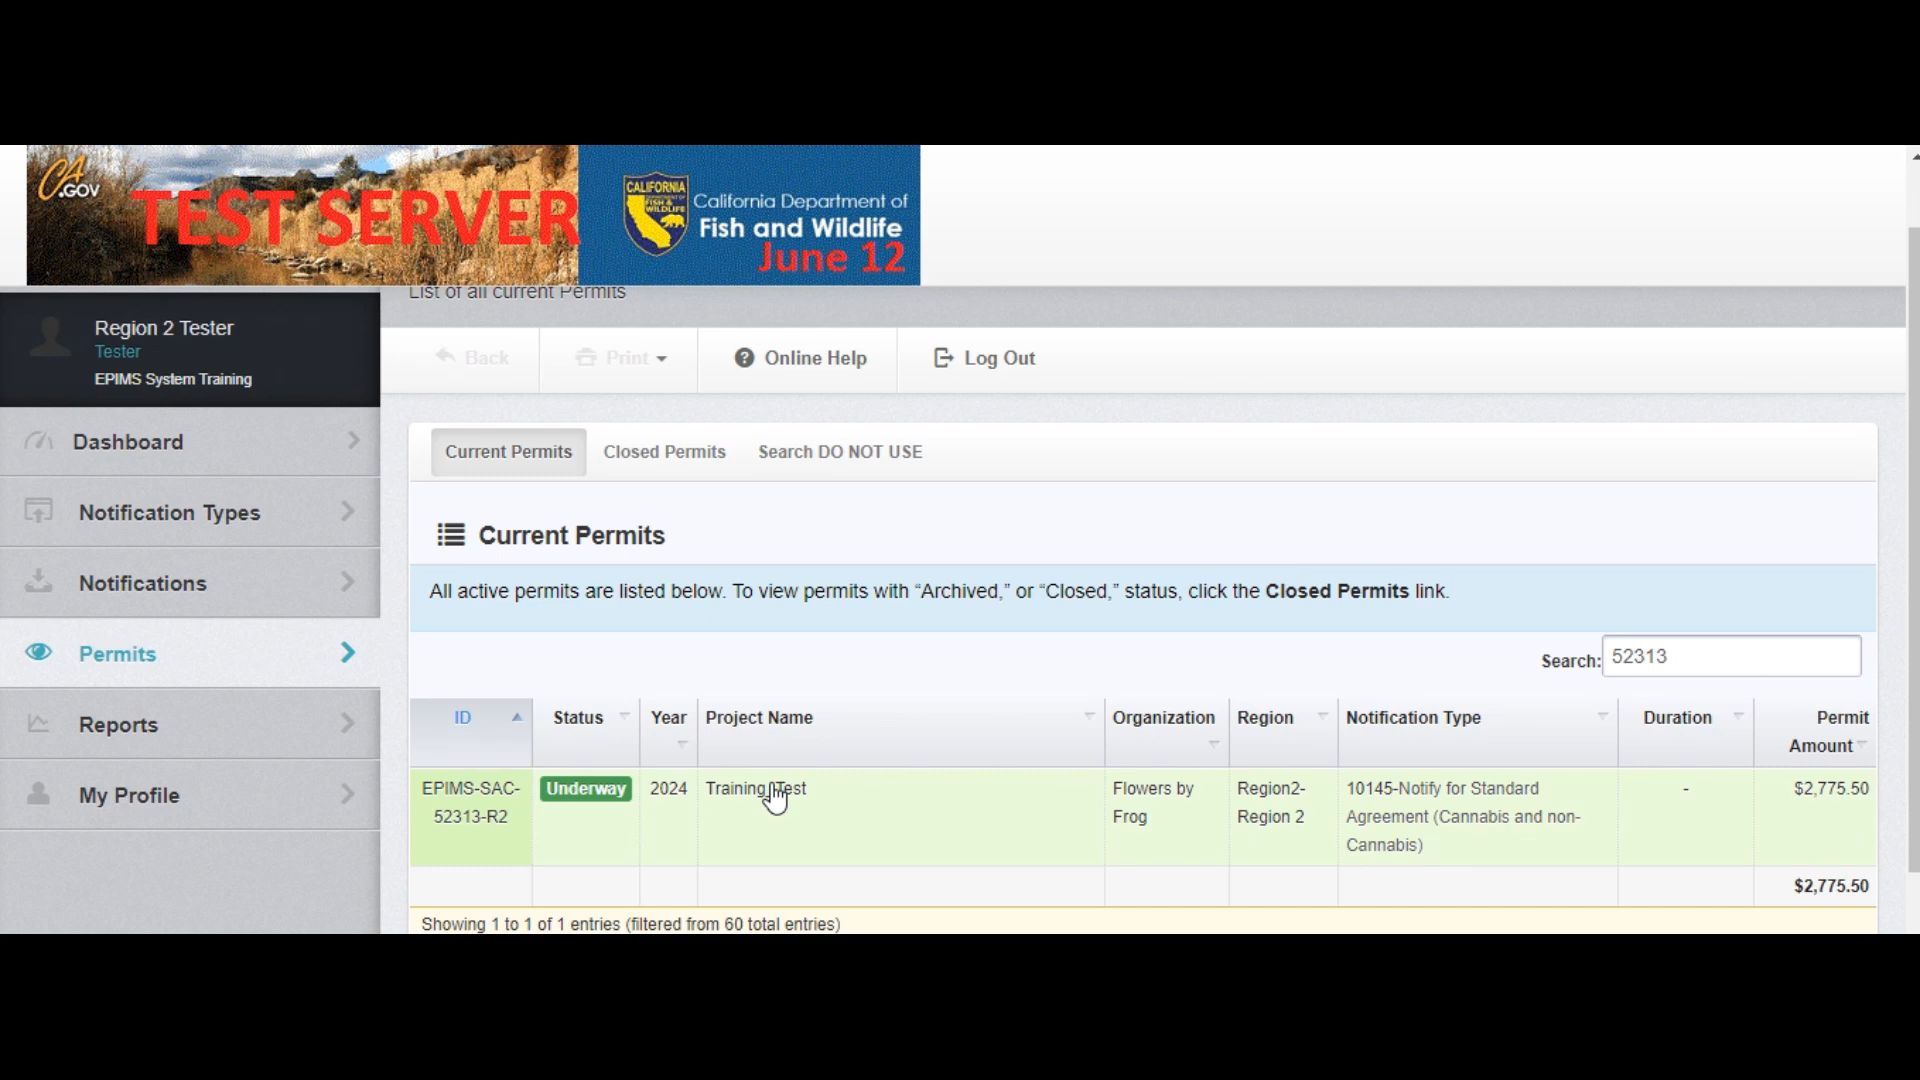 CA
.GOV
TEST SERVER
CALIFORNIA
FISH &
WILDLIFE
California Department of
Fish and Wildlife
June 12
List of all current Permits
Region 2 Tester
Tester
EPIMS System Training
Back
Print
Online Help
Log Out
Dashboard
Notification Types
Notifications
Permits
Reports
My Profile
Current Permits
Closed Permits
Search DO NOT USE
Current Permits
All active permits are listed below. To view permits with “Archived,” or “Closed,” status, click the Closed Permits link.
Search: 52313
ID Status Year Project Name Organization Region Notification Type Duration Permit
Amount
EPIMS-SAC- Underway 2024 Training Test Flowers by Region2- 10145-Notify for Standard - $2,775.50
52313-R2 Frog Region 2 Agreement (Cannabis and non-
Cannabis)
$2,775.50
Showing 1 to 1 of 1 entries (filtered from 60 total entries)